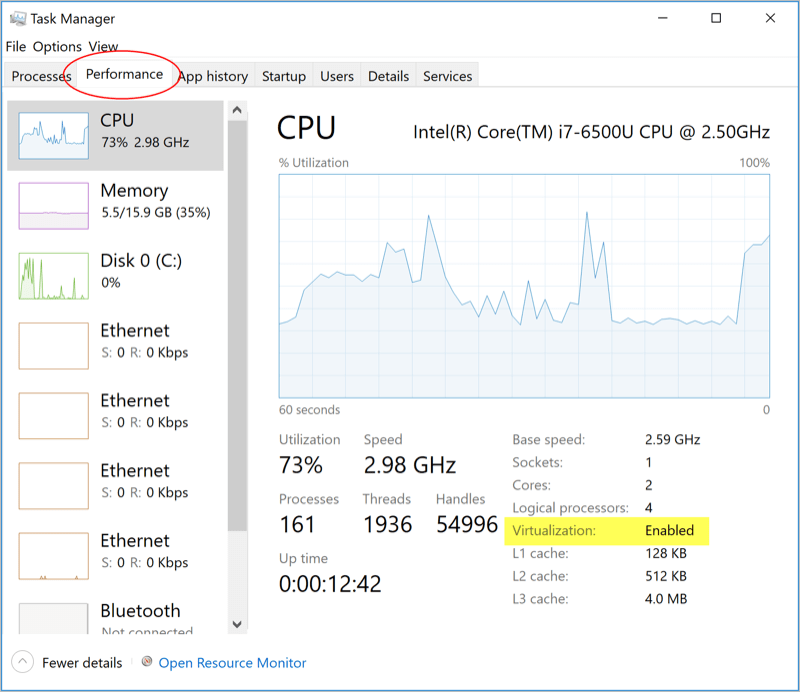 Task Manager
File Options View
Processes Performance App history Startup Users Details Services
CPU
73% 2.98 GHz
Memory
5.5/15.9 GB (35%)
Disk 0 (C:)
0%
Ethernet
S: 0 R: 0 Kbps
Ethernet
S: 0 R: 0 Kbps
Ethernet
S: 0 R: 0 Kbps
Ethernet
S: 0 R: 0 Kbps
Bluetooth
Not connected
CPU Intel(R) Core(TM) i7-6500U CPU @ 2.50GHz
% Utilization 100%
60 seconds 0
Utilization Speed
73% 2.98 GHz
Processes Threads Handles
161 1936 54996
Up time
0:00:12:42
Base speed: 2.59 GHz
Sockets: 1
Cores: 2
Logical processors: 4
Virtualization: Enabled
L1 cache: 128 KB
L2 cache: 512 KB
L3 cache: 4.0 MB
Fewer details Open Resource Monitor